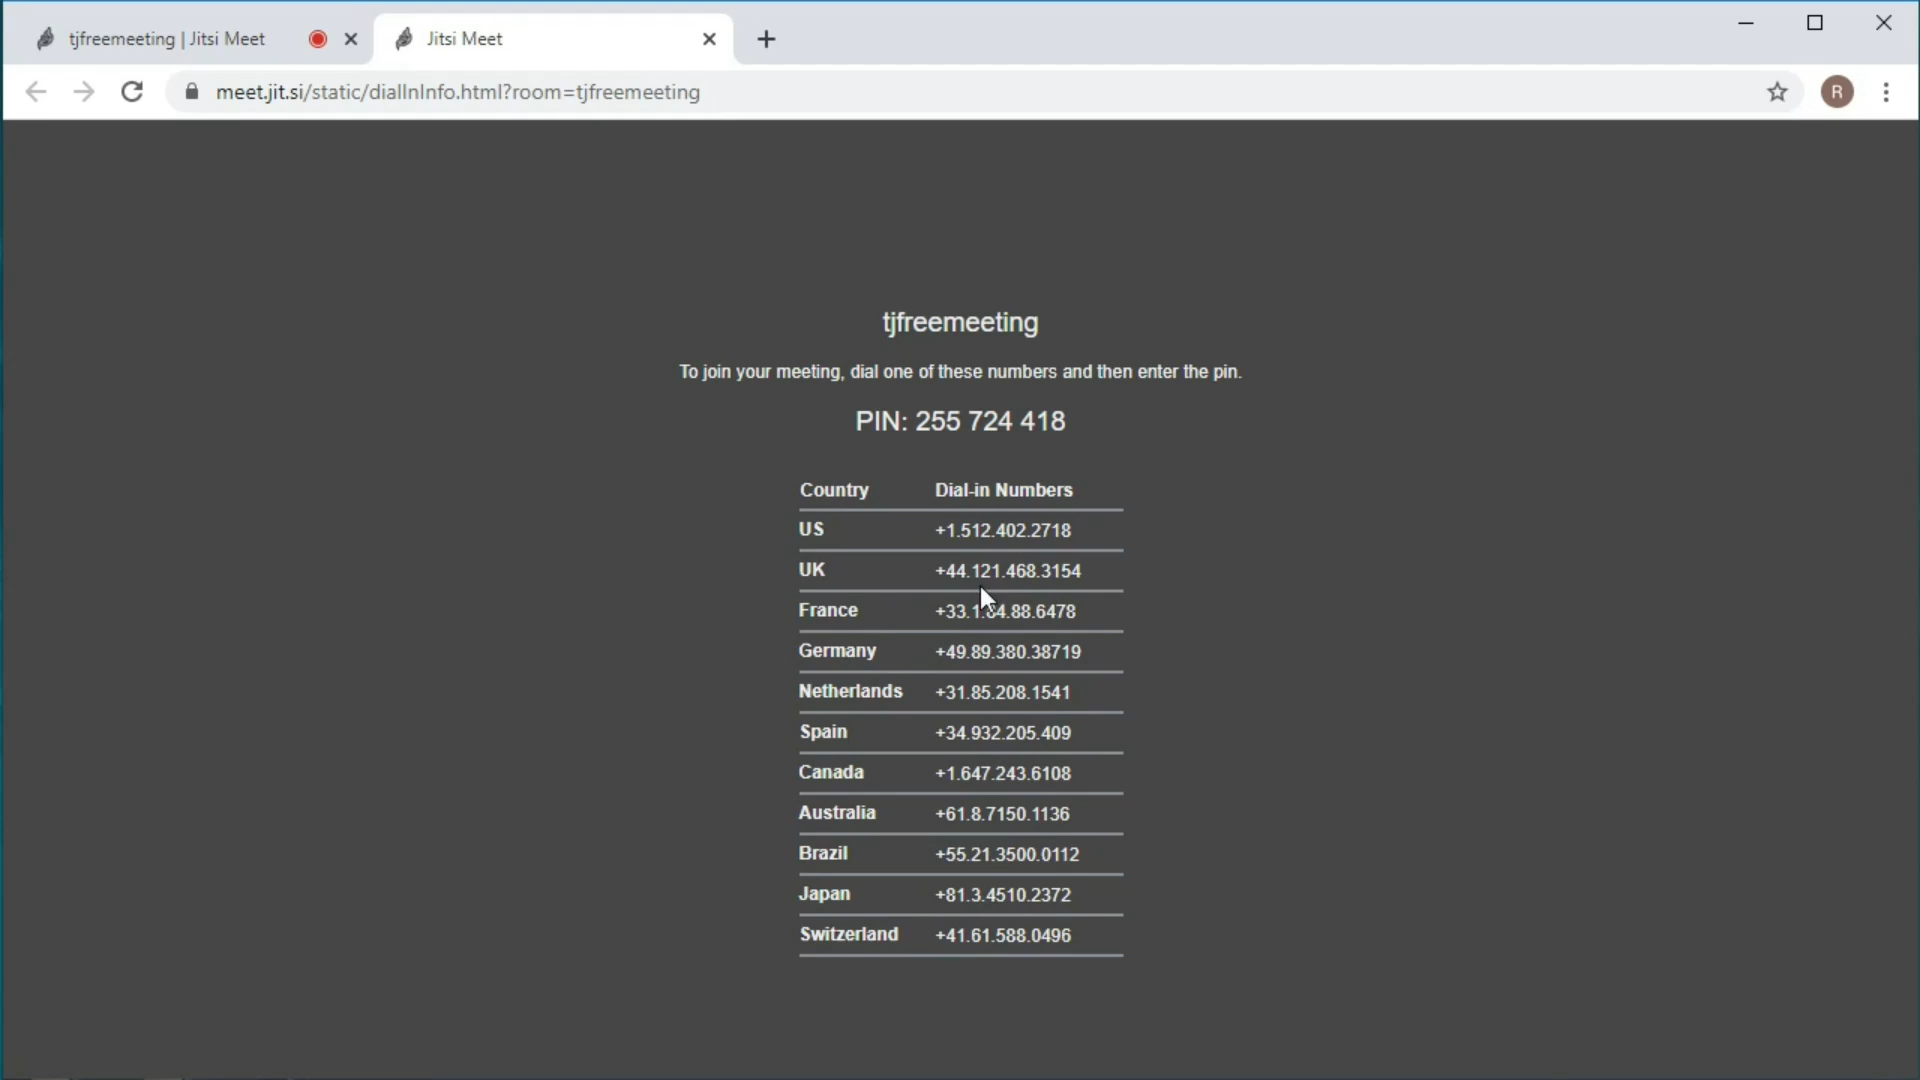 tjfreemeeting | Jitsi Meet
Jitsi Meet
meet.jit.si/static/dialInInfo.html?room=tjfreemeeting
R
tjfreemeeting
To join your meeting, dial one of these numbers and then enter the pin.
PIN: 255 724 418
Country Dial-in Numbers
US +1.512.402.2718
UK +44.121.468.3154
France
Germany +49.89.380.38719
Netherlands +31.85.208.1541
Spain +34.932.205.409
Canada +1.647.243.6108
Australia +61.8.7150.1136
Brazil +55.21.3500.0112
Japan +81.3.4510.2372
Switzerland +41.61.588.0496